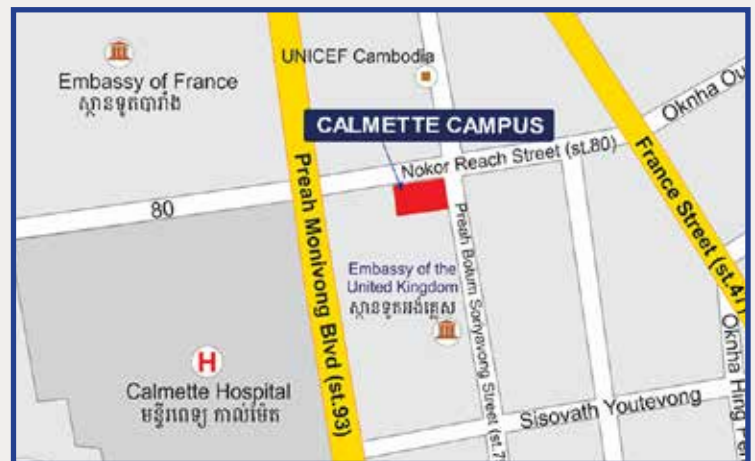 UNICEF Cambodia
Embassy of France
ស្ថានទូតបារាំង
CALMETTE CAMPUS
Nokor Reach Street (st.80)
Oknha Ou
80
Preah Monivong Blvd (st.93)
Preah Botum Soriyavong Street (st.7
France Street (st.47)
Embassy of the
United Kingdom
ស្ថានទូតអង់គ្លេស
H
Calmette Hospital
មន្ទីរពេទ្យ កាល់ម៉ែត
Sisovath Youtevong
Oknha Hing Pen